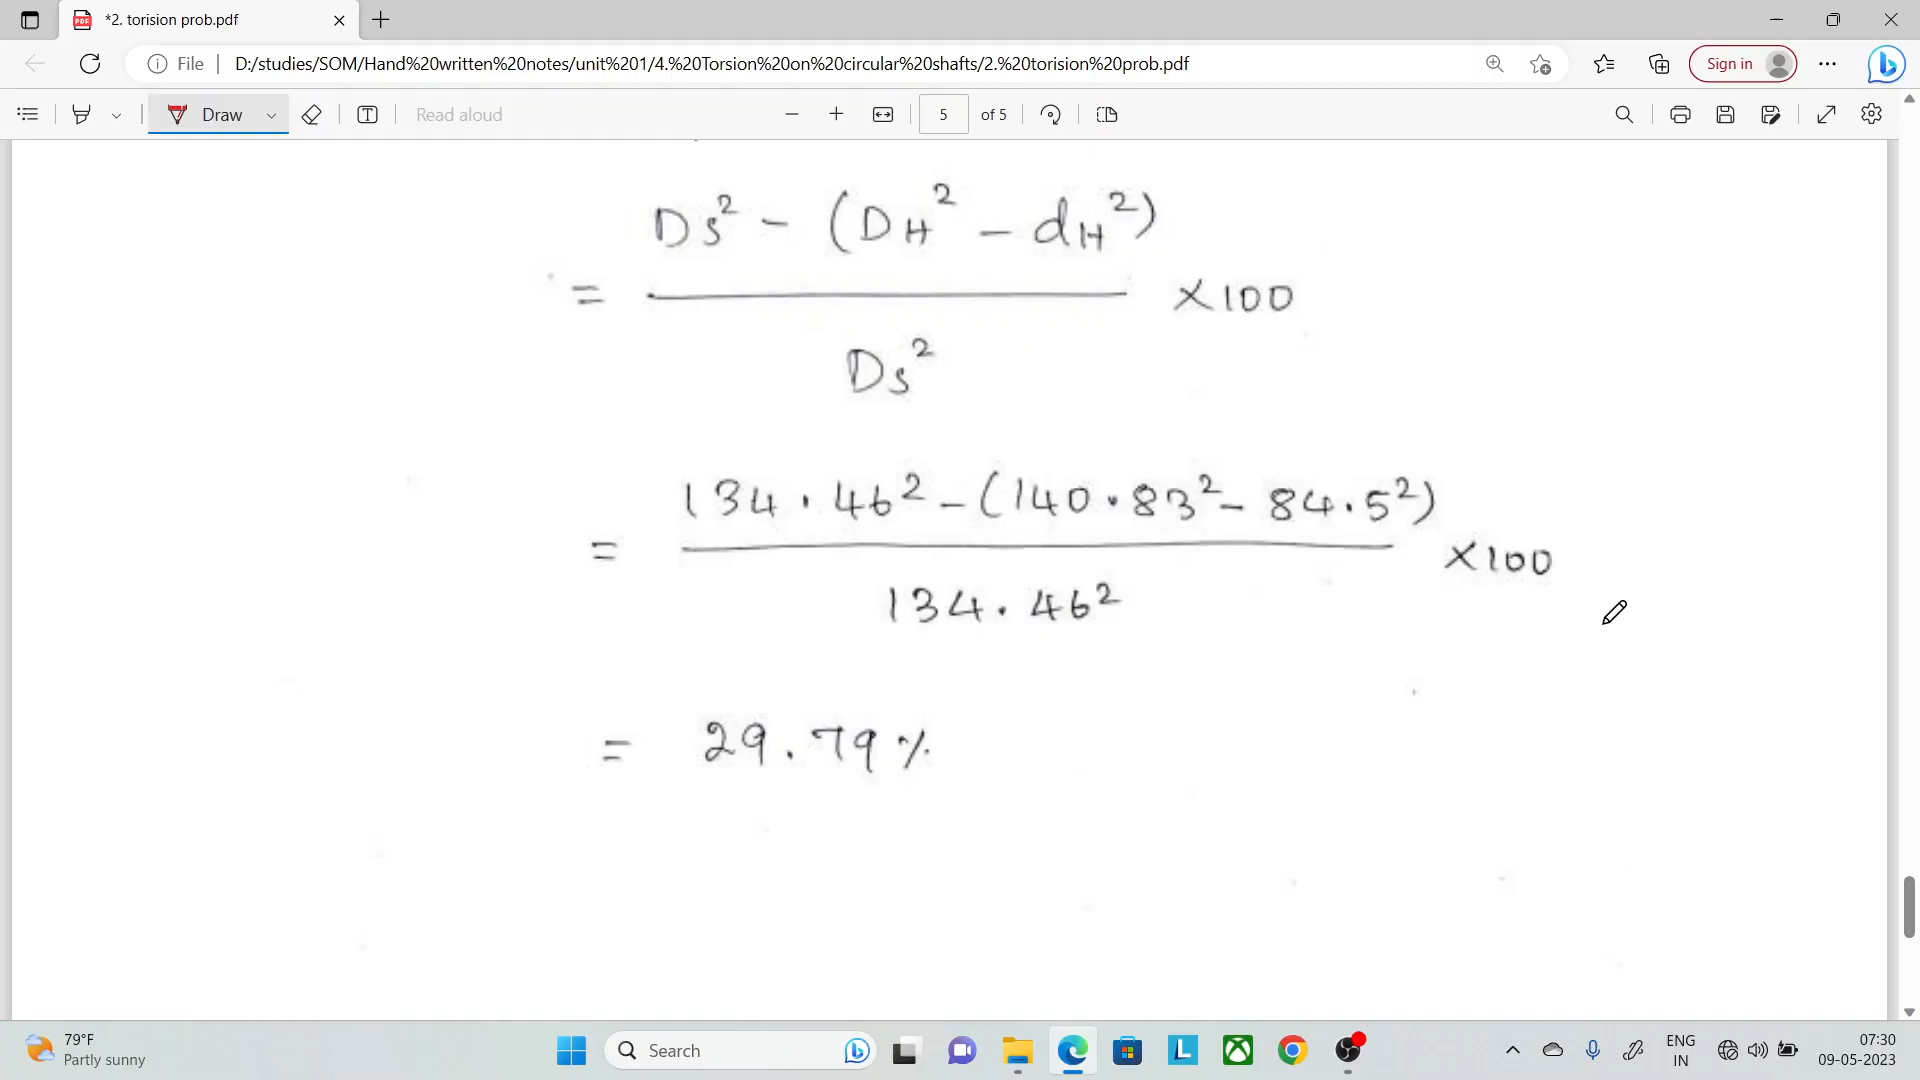 *2. torision prob.pdf
File D:/studies/SOM/Hand%20written%20notes/unit%201/4.%20Torsion%20on%20circular%20shafts/2.%20torision%20prob.pdf Sign in
Draw Read aloud 5 of 5
Ds² - (DH² - dH²)
= ———— ×100
Ds²
134.46² - (140.83² - 84.5²)
= ———— ×100
134.46²
= 29.79 %
79°F
Partly sunny
Search
ENG
IN
07:30
09-05-2023